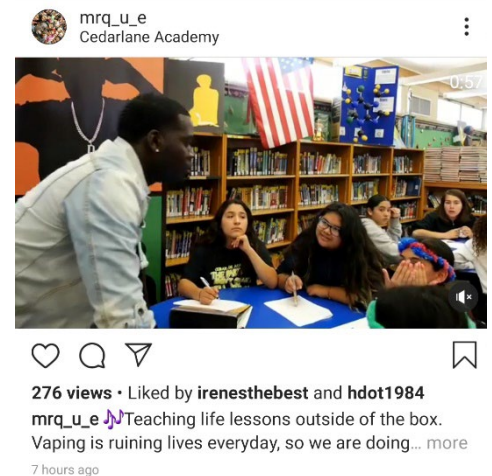 mrq_u_e
Cedarlane Academy
0:57
276 views • Liked by irenesthebest and hdot1984
mrq_u_e 🎶Teaching life lessons outside of the box.
Vaping is ruining lives everyday, so we are doing... more
7 hours ago